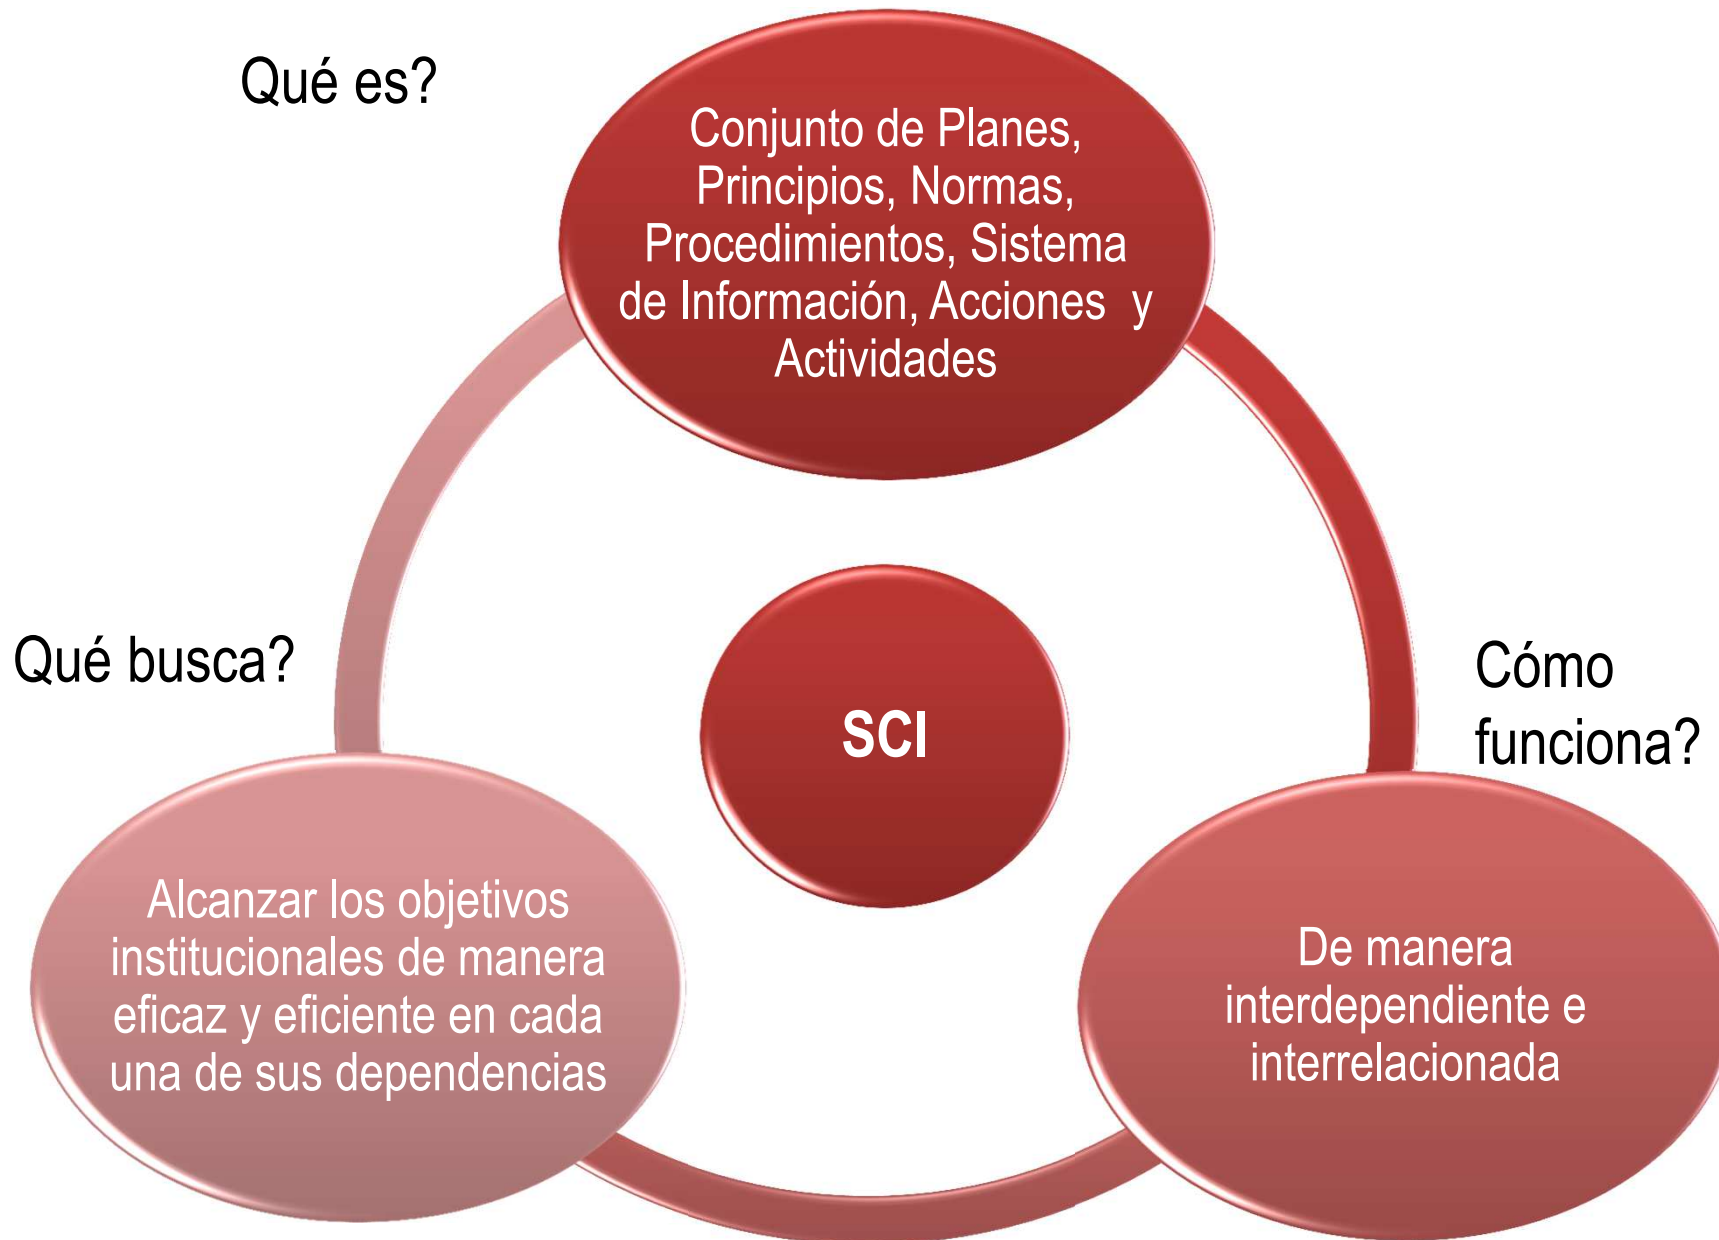 Qué es?
Conjunto de Planes,
Principios, Normas,
Procedimientos, Sistema
de Información, Acciones y
Actividades
Qué busca?
Cómo
funciona?
SCI
Alcanzar los objetivos
institucionales de manera
eficaz y eficiente en cada
una de sus dependencias
De manera
interdependiente e
interrelacionada